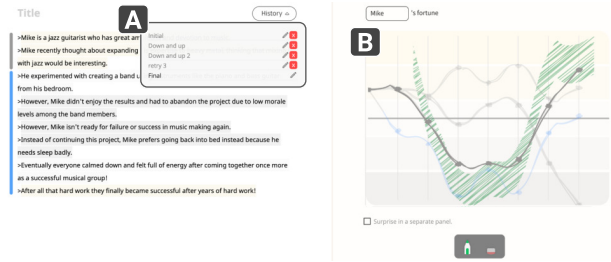 Title
History
A
Initial
Down and up
Down and up 2
retry 3
Final
>Mike is a jazz guitarist who has great am
>Mike recently thought about expanding
with jazz would be interesting.
>He experimented with creating a band u
from his bedroom.
>However, Mike didn't enjoy the results and had to abandon the project due to low morale
levels among the band members.
>However, Mike isn't ready for failure or success in music making again.
>Instead of continuing this project, Mike prefers going back into bed instead because he
needs sleep badly.
>Eventually everyone calmed down and felt full of energy after coming together once more
as a successful musical group!
>After all that hard work they finally became successful after years of hard work!
Mike 's fortune
B
Surprise in a separate panel.